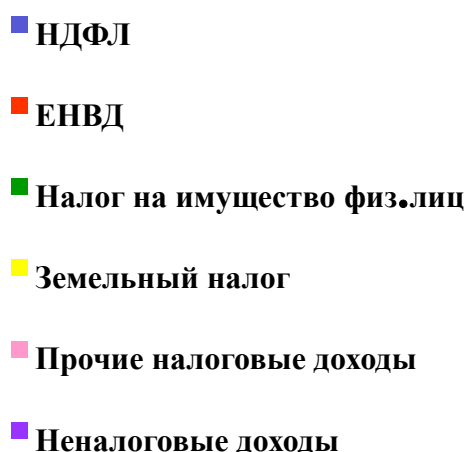 НДФЛ
ЕНВД
Налог на имущество физ.лиц
Земельный налог
Прочие налоговые доходы
Неналоговые доходы